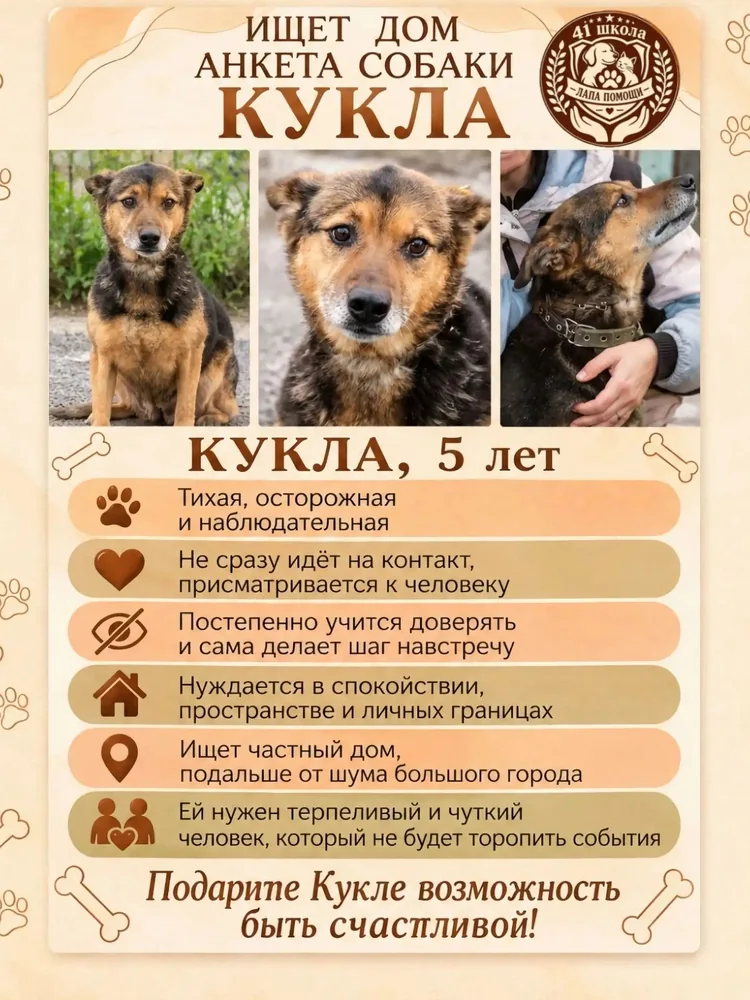 ИЩЕТ ДОМ
АНКЕТА СОБАКИ
КУКЛА
41 ШКОЛА
ЛАПА ПОМОЩИ
КУКЛА, 5 лет
Тихая, осторожная
и наблюдательная
Не сразу идёт на контакт,
присматривается к человеку
Постепенно учится доверять
и сама делает шаг навстречу
Нуждается в спокойствии,
пространстве и личных границах
Ищет частный дом,
подальше от шума большого города
Ей нужен терпеливый и чуткий
человек, который не будет торопить события
Подарите Кукле возможность
быть счастливой!